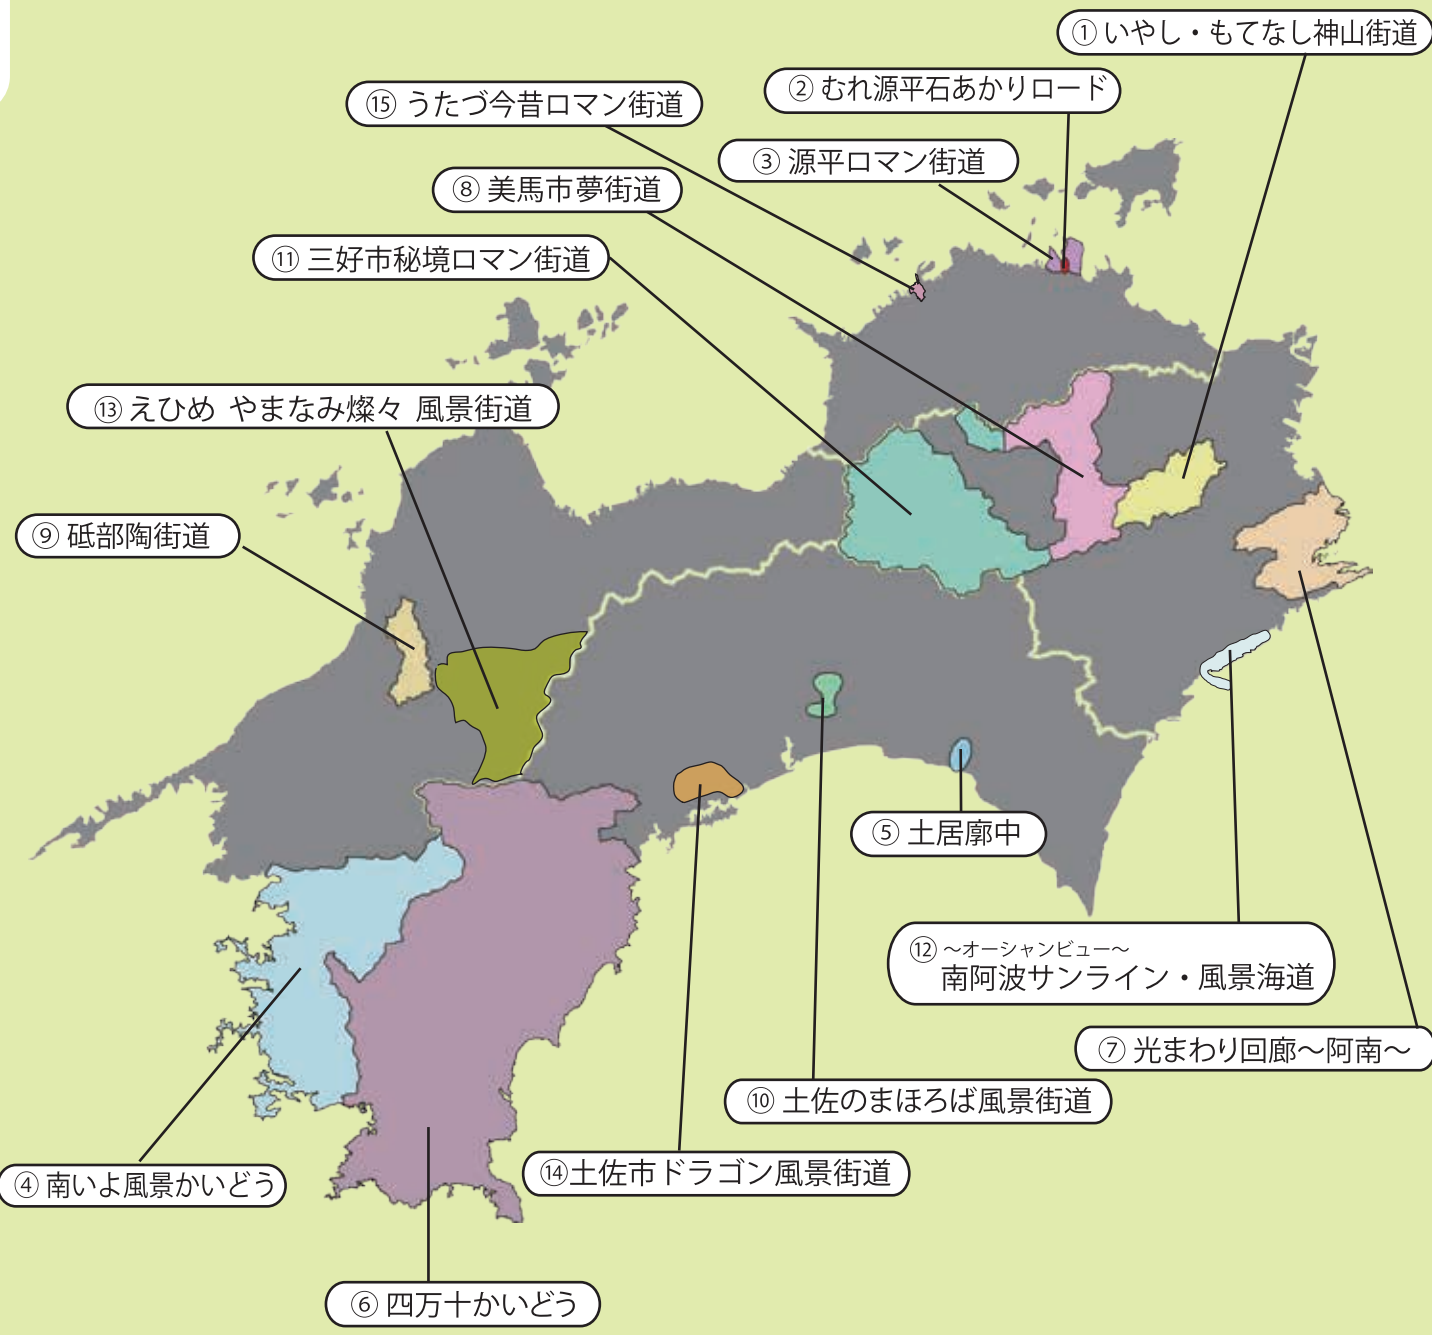 ① いやし・もてなし神山街道
② むれ源平石あかりロード
⑮ うたづ今昔ロマン街道
③ 源平ロマン街道
⑧ 美馬市夢街道
⑪ 三好市秘境ロマン街道
⑬ えひめ やまなみ燦々 風景街道
⑨ 砥部陶街道
⑤ 土居廓中
⑫ ～オーシャンビュー～
南阿波サンライン・風景海道
⑦ 光まわり回廊～阿南～
⑩ 土佐のまほろば風景街道
⑭土佐市ドラゴン風景街道
④ 南いよ風景かいどう
⑥ 四万十かいどう